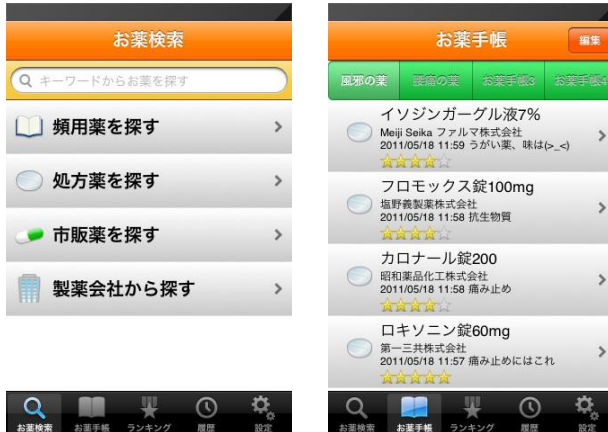 お薬検索
キーワードからお薬を探す
頻用薬を探す
処方薬を探す
市販薬を探す
製薬会社から探す
お薬検索
お薬手帳
ランキング
履歴
設定
お薬手帳
編集
風邪の薬
腰痛の薬
お薬手帳3
お薬手帳4
イソジンガーグル液7%
Meiji Seika ファルマ株式会社
2011/05/18 11:59 うがい薬、味は(>_<)
フロモックス錠100mg
塩野義製薬株式会社
2011/05/18 11:58 抗生物質
カロナール錠200
昭和薬品化工株式会社
2011/05/18 11:58 痛み止め
ロキソニン錠60mg
第一三共株式会社
2011/05/18 11:57 痛み止めにはこれ
お薬検索
お薬手帳
ランキング
履歴
設定